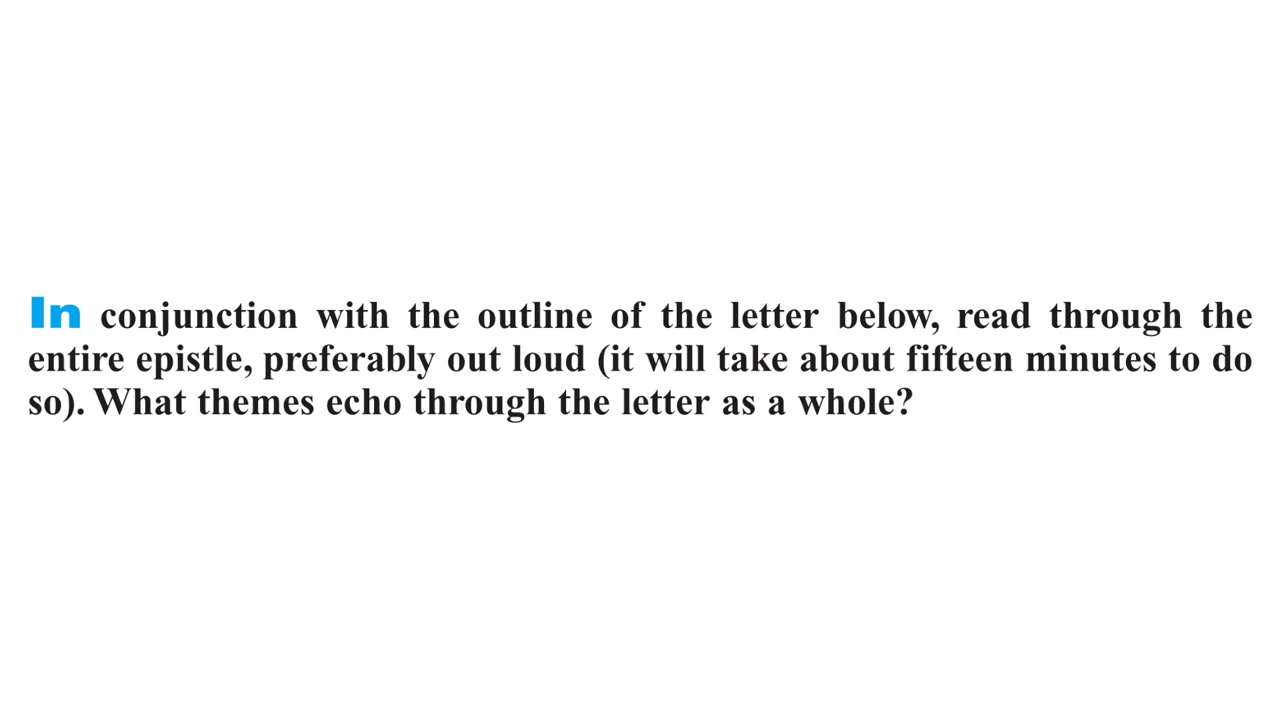 In conjunction with the outline of the letter below, read through the
entire epistle, preferably out loud (it will take about fifteen minutes to do
so). What themes echo through the letter as a whole?